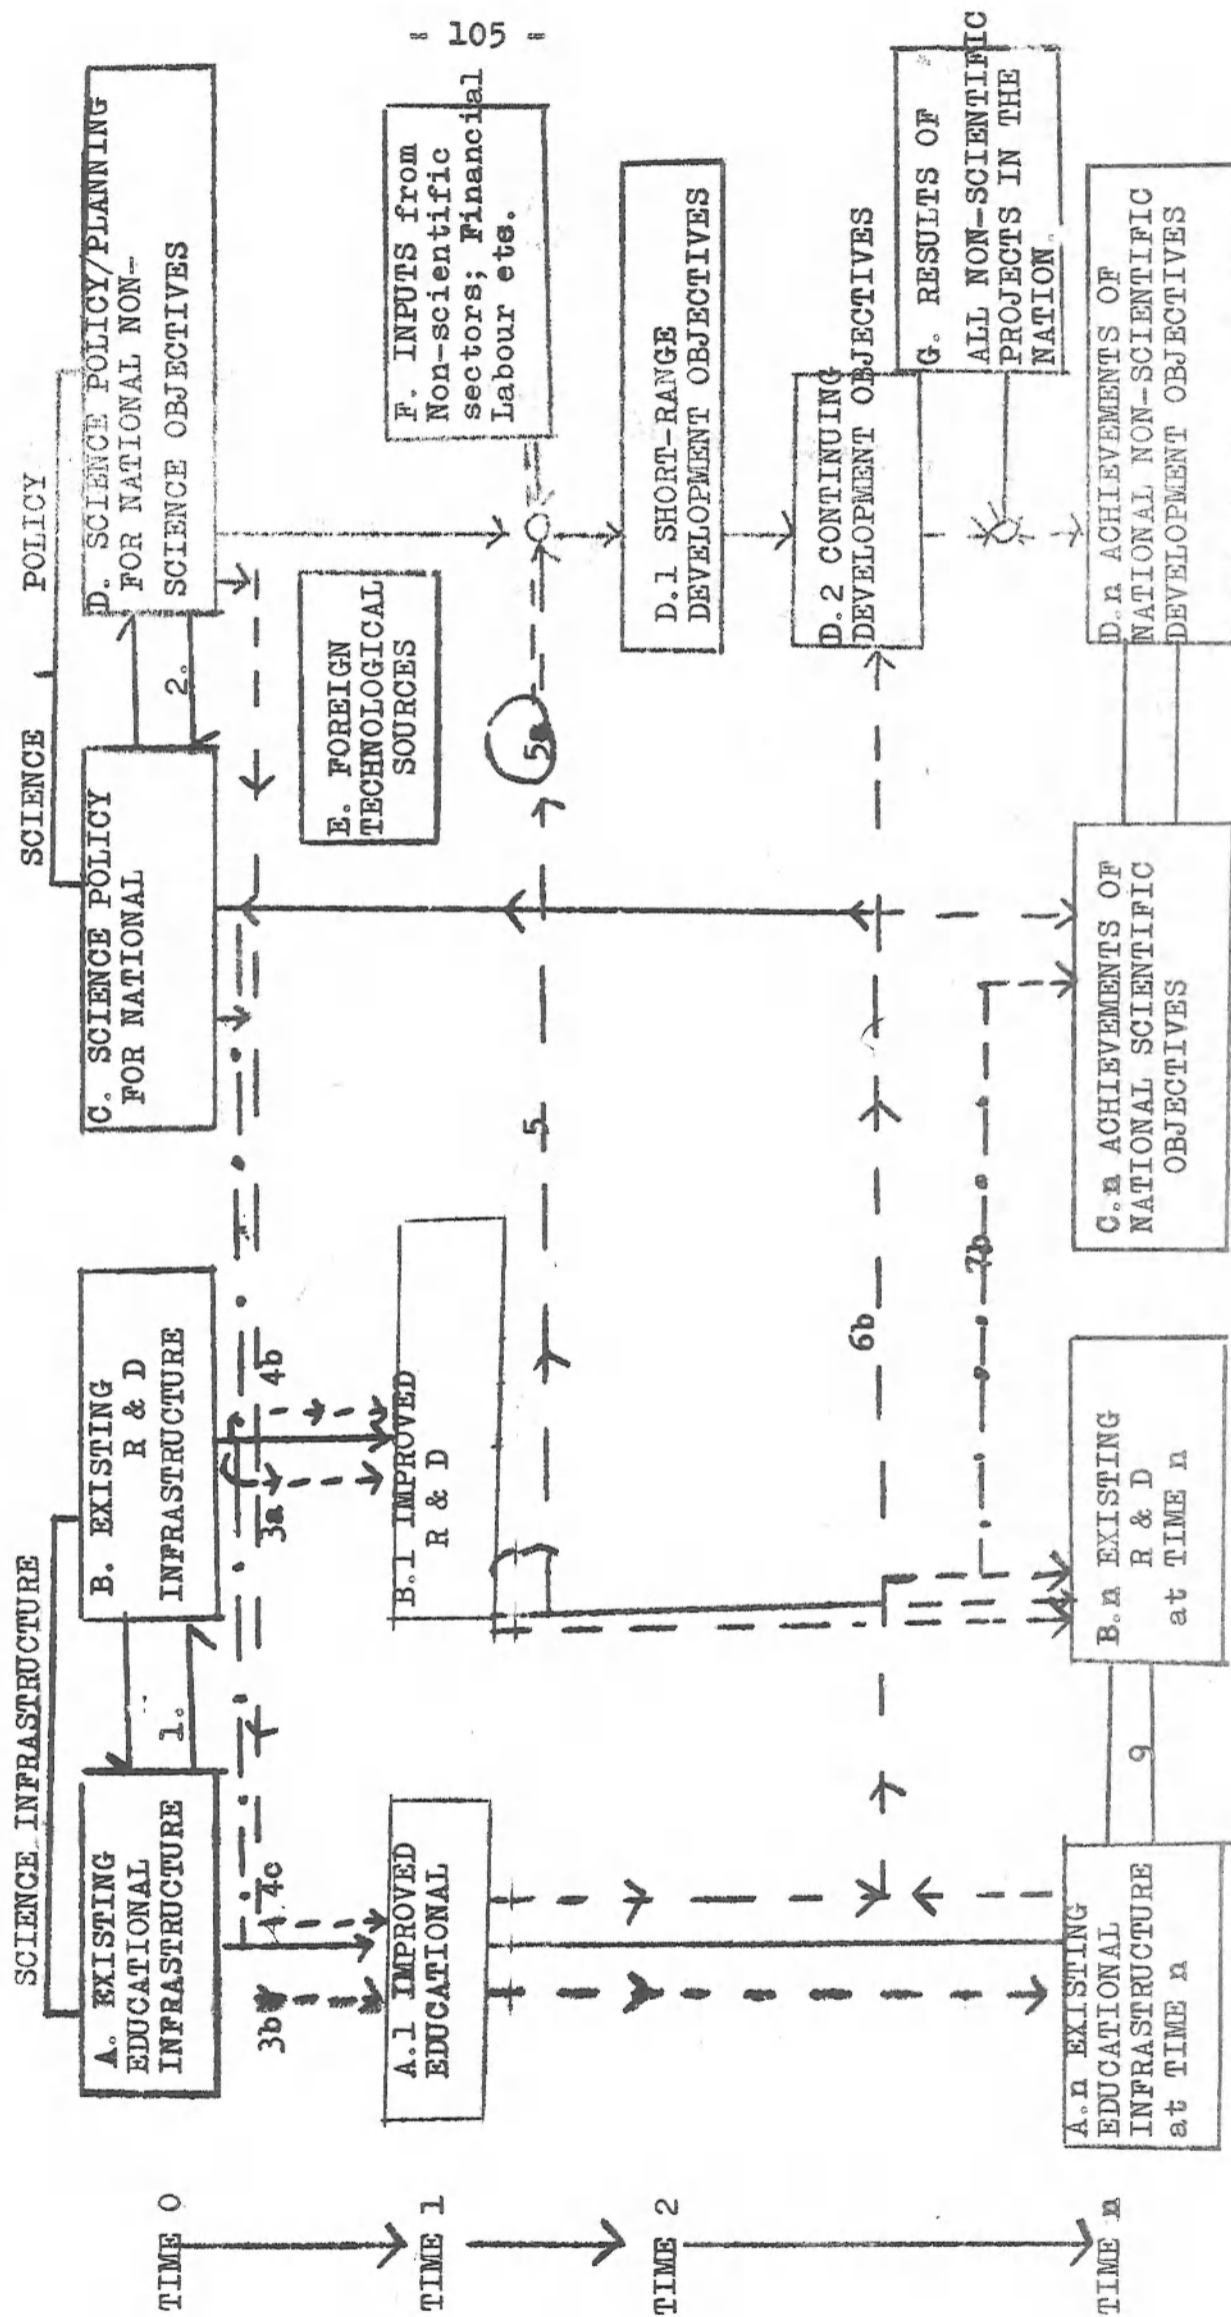 - 105 -
SCIENCE INFRASTRUCTURE
SCIENCE POLICY
TIME 0
A. EXISTING
EDUCATIONAL
INFRASTRUCTURE
1.
B. EXISTING
R & D
INFRASTRUCTURE
C. SCIENCE POLICY
FOR NATIONAL
2.
D. SCIENCE POLICY/PLANNING
FOR NATIONAL NON-
SCIENCE OBJECTIVES
3b
4c
3a
4b
E. FOREIGN
TECHNOLOGICAL
SOURCES
TIME 1
A.1 IMPROVED
EDUCATIONAL
B.1 IMPROVED
R & D
F. INPUTS from
Non-scientific
sectors; Financial
Labour etc.
5
5a
TIME 2
D.1 SHORT-RANGE
DEVELOPMENT OBJECTIVES
6b
D.2 CONTINUING
DEVELOPMENT OBJECTIVES
7b
G. RESULTS OF
ALL NON-SCIENTIFIC
PROJECTS IN THE
NATION.
TIME n
A.n EXISTING
EDUCATIONAL
INFRASTRUCTURE
at TIME n
9
B.n EXISTING
R & D
at TIME n
C.n ACHIEVEMENTS OF
NATIONAL SCIENTIFIC
OBJECTIVES
D.n ACHIEVEMENTS OF
NATIONAL NON-SCIENTIFIC
DEVELOPMENT OBJECTIVES